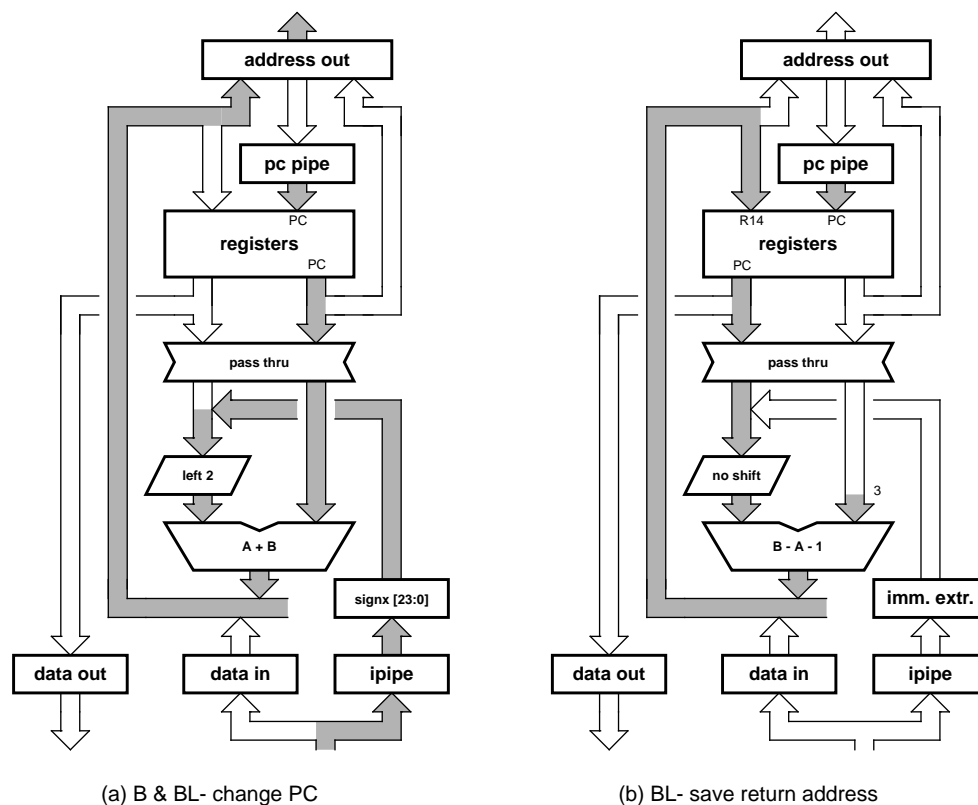 address out
pc pipe
PC
registers
PC
pass thru
left 2
A + B
signx [23:0]
data out
data in
ipipe
(a) B & BL- change PC
address out
pc pipe
R14
PC
registers
PC
pass thru
no shift
3
B - A - 1
imm. extr.
data out
data in
ipipe
(b) BL- save return address